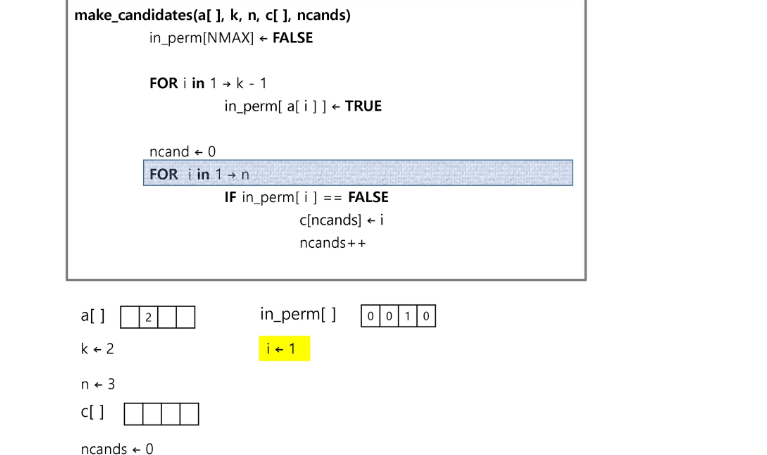 make_candidates(a[ ], k, n, c[ ], ncands)
in_perm[NMAX] ← FALSE
FOR i in 1 → k - 1
in_perm[ a[ i ] ] ← TRUE
ncand ← 0
FOR i in 1 → n
IF in_perm[ i ] == FALSE
c[ncands] ← i
ncands++
a[ ] 2 in_perm[ ] 0 0 1 0
k ← 2 i ← 1
n ← 3
c[ ]
ncands ← 0